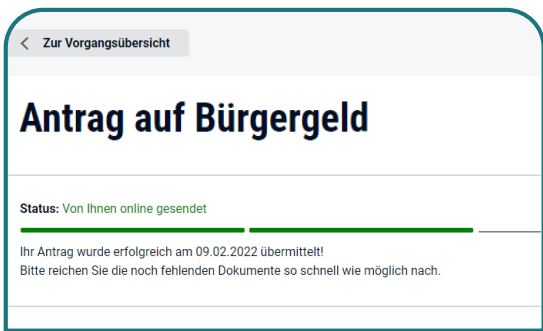 Zur Vorgangsübersicht
Antrag auf Bürgergeld
Status: Von Ihnen online gesendet
Ihr Antrag wurde erfolgreich am 09.02.2022 übermittelt!
Bitte reichen Sie die noch fehlenden Dokumente so schnell wie möglich nach.